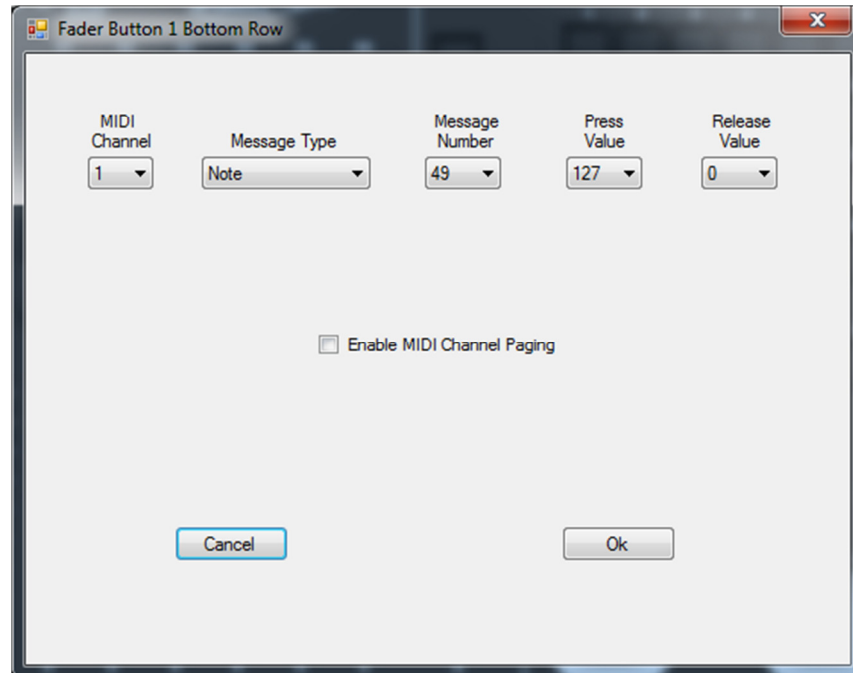 Fader Button 1 Bottom Row
MIDI
Channel
Message Type
Message
Number
Press
Value
Release
Value
1
Note
49
127
0
Enable MIDI Channel Paging
Cancel
Ok